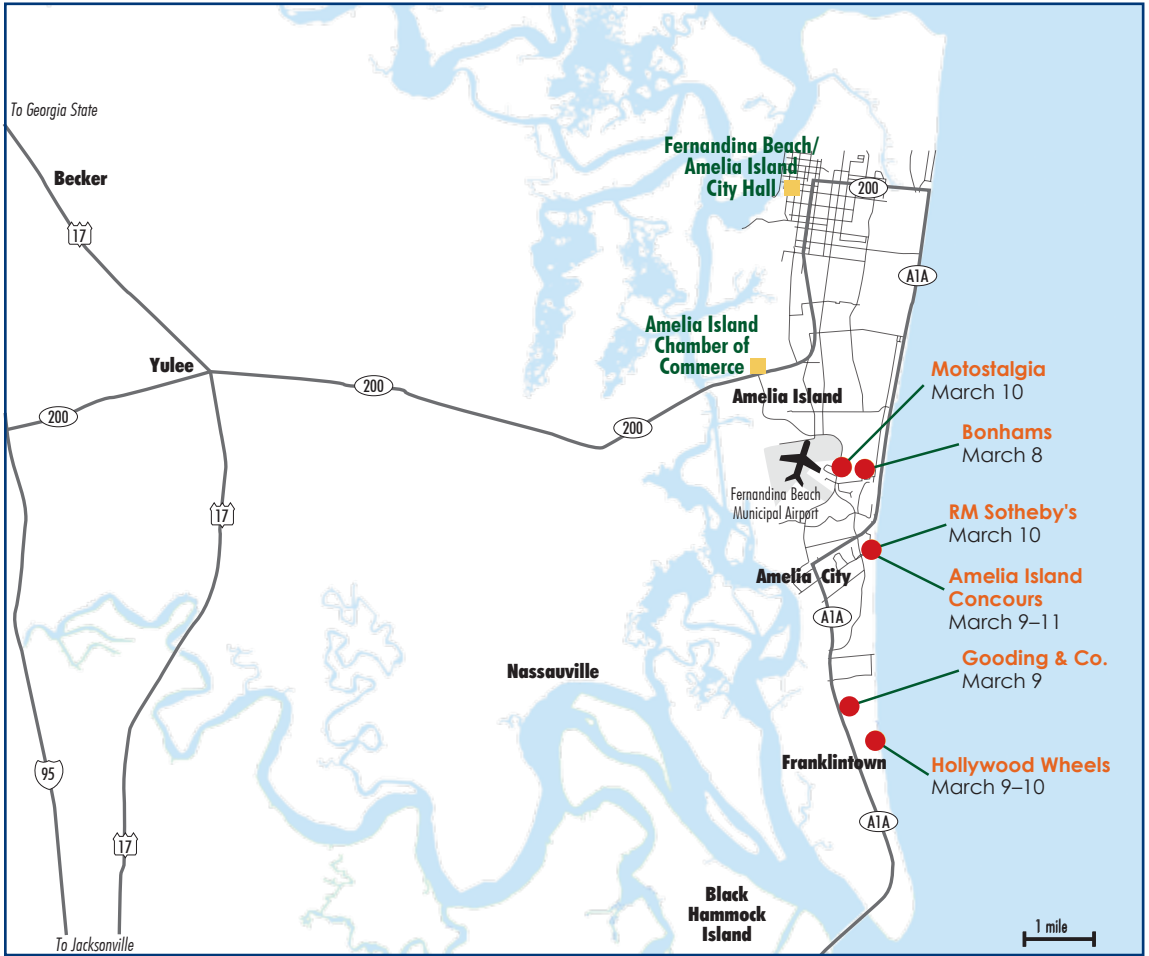 To Georgia State
Becker
17
Fernandina Beach/
Amelia Island
City Hall
200
A1A
Amelia Island
Chamber of
Commerce
Yulee
200
200
200
Amelia Island
Motostalgia
March 10
Bonhams
March 8
Fernandina Beach
Municipal Airport
17
RM Sotheby's
March 10
Amelia City
Amelia Island
Concours
March 9–11
A1A
Nassauville
Gooding & Co.
March 9
Franklintown
Hollywood Wheels
March 9–10
95
A1A
17
Black
Hammock
Island
1 mile
To Jacksonville